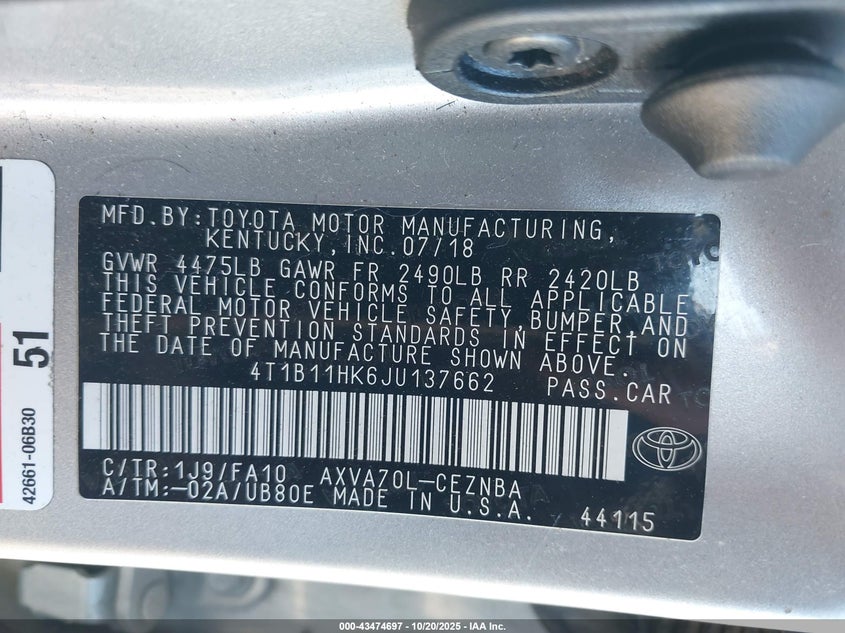 MFD.BY:TOYOTA MOTOR MANUFACTURING,
KENTUCKY,INC.07/18
GVWR 4475LB GAWR FR 2490LB RR 2420LB
THIS VEHICLE CONFORMS TO ALL APPLICABLE
FEDERAL MOTOR VEHICLE SAFETY,BUMPER,AND
THEFT PREVENTION STANDARDS IN EFFECT ON
THE DATE OF MANUFACTURE SHOWN ABOVE.
4T1B11HK6JU137662 PASS.CAR
C/TR:1J9/FA10 AXVA70L-CEZNBA
A/TM:-02A/UB80E MADE IN U.S.A. 44115
51
42661-06B30
000-43474697 - 10/20/2025 - IAA Inc.